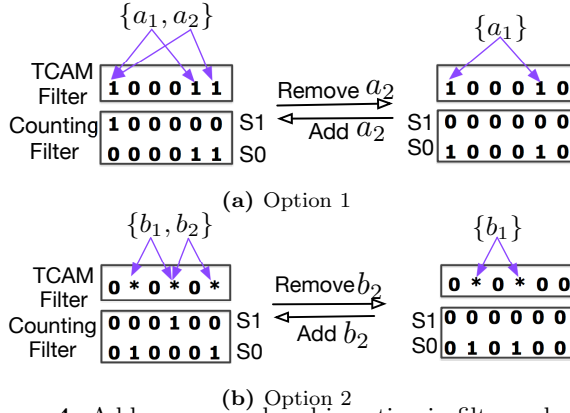 {a1, a2} {a1}
TCAM Filter 1 0 0 0 1 1 Remove a2 1 0 0 0 1 0
Counting Filter 1 0 0 0 0 0 S1 Add a2 S1 0 0 0 0 0 0
0 0 0 0 1 1 S0 S0 1 0 0 0 1 0
(a) Option 1
{b1, b2} {b1}
TCAM Filter 0 * 0 * 0 * Remove b2 0 * 0 * 0 0
Counting Filter 0 0 0 1 0 0 S1 Add b2 S1 0 0 0 0 0 0
0 1 0 0 0 1 S0 S0 0 1 0 1 0 0
(b) Option 2